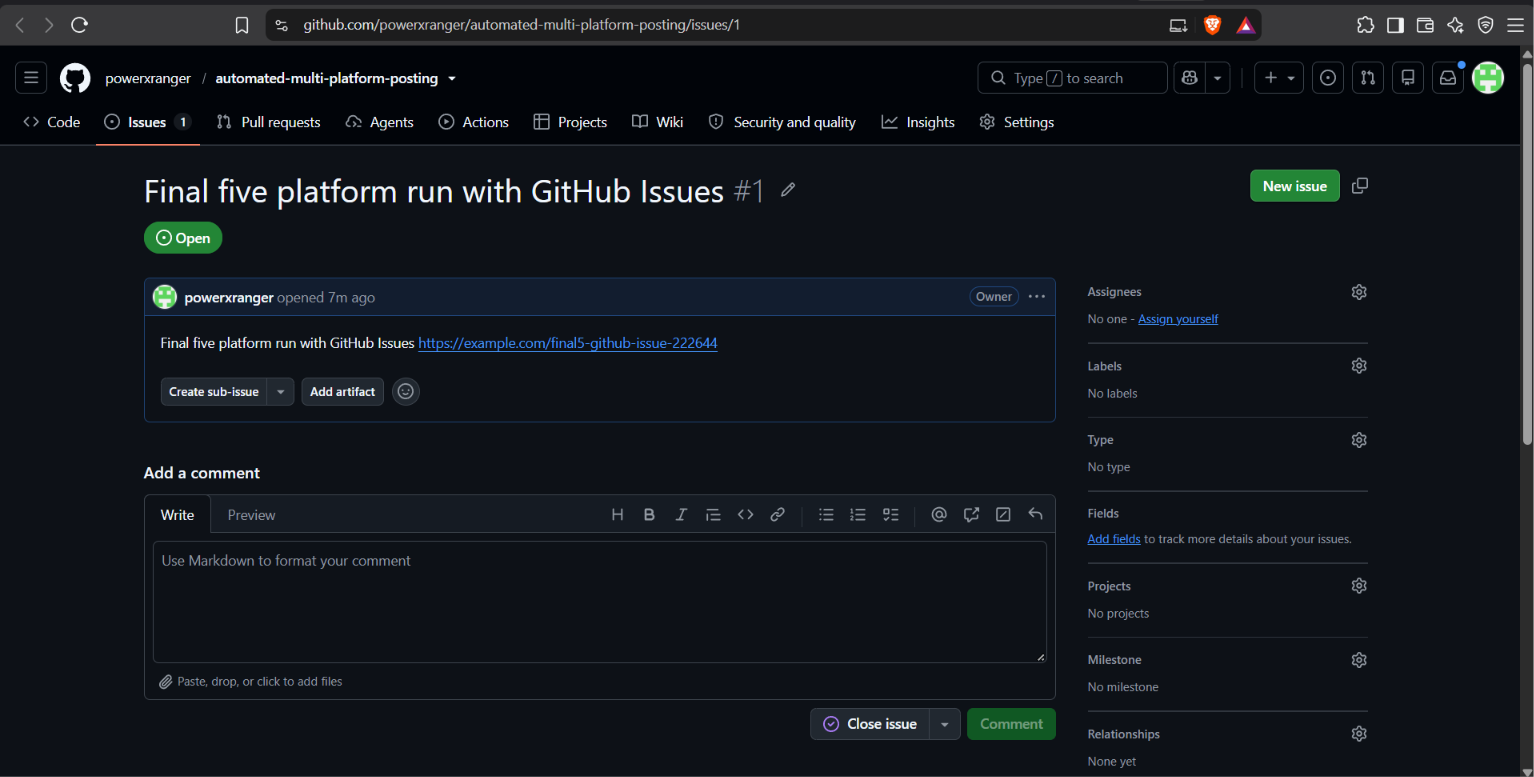 github.com/powerxranger/automated-multi-platform-posting/issues/1
powerxranger / automated-multi-platform-posting
Type / to search
Code Issues 1 Pull requests Agents Actions Projects Wiki Security and quality Insights Settings
Final five platform run with GitHub Issues #1
New issue
Open
powerxranger opened 7m ago Owner
Final five platform run with GitHub Issues https://example.com/final5-github-issue-222644
Create sub-issue Add artifact
Add a comment
Write Preview
Use Markdown to format your comment
Paste, drop, or click to add files
Close issue Comment
Assignees
No one - Assign yourself
Labels
No labels
Type
No type
Fields
Add fields to track more details about your issues.
Projects
No projects
Milestone
No milestone
Relationships
None yet